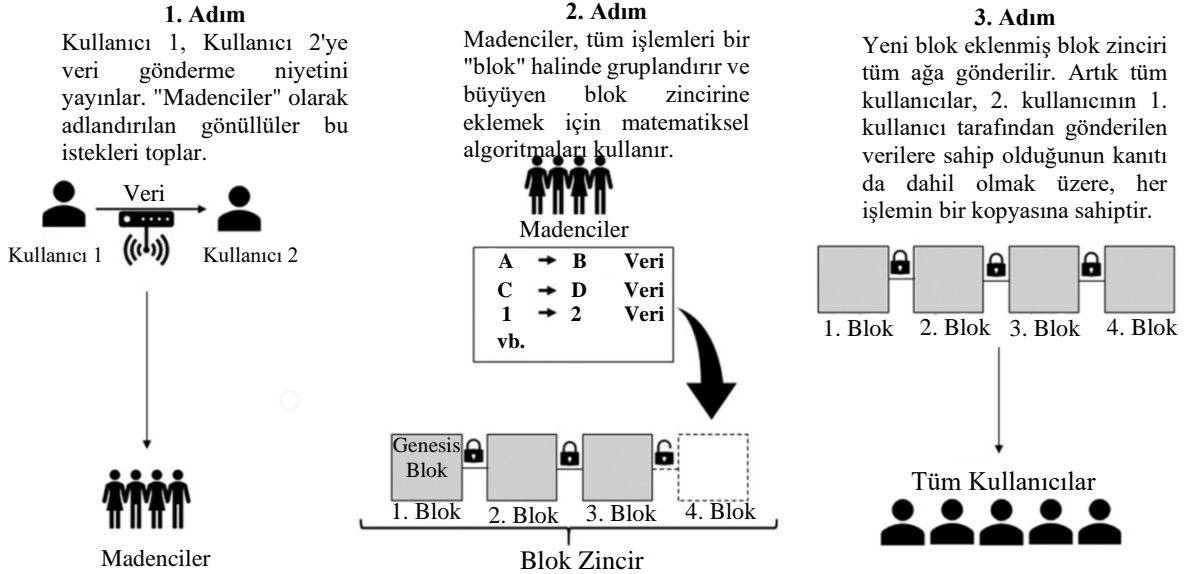 1. Adım
Kullanıcı 1, Kullanıcı 2'ye
veri gönderme niyetini
yayınlar. "Madenciler" olarak
adlandırılan gönüllüler bu
istekleri toplar.
Veri
Kullanıcı 1
Kullanıcı 2
Madenciler
2. Adım
Madenciler, tüm işlemleri bir
"blok" halinde gruplandırır ve
büyüyen blok zincirine
eklemek için matematiksel
algoritmaları kullanır.
Madenciler
A B Veri
C D Veri
1 2 Veri
vb.
Genesis
Blok
1. Blok
2. Blok
3. Blok
4. Blok
Blok Zincir
3. Adım
Yeni blok eklenmiş blok zinciri
tüm ağa gönderilir. Artık tüm
kullanıcılar, 2. kullanıcının 1.
kullanıcı tarafından gönderilen
verilere sahip olduğunun kanıtı
da dahil olmak üzere, her
işlemin bir kopyasına sahiptir.
1. Blok
2. Blok
3. Blok
4. Blok
Tüm Kullanıcılar